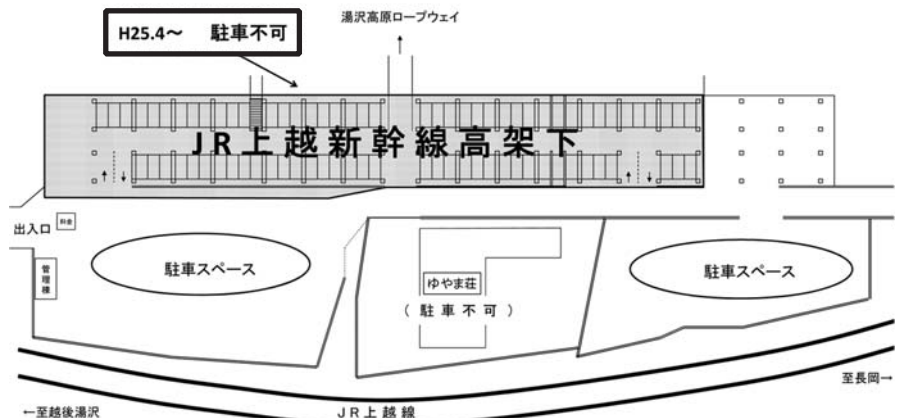 H25.4～　駐車不可
湯沢高原ロープウェイ
JR上越新幹線高架下
出入口
料金
管理棟
駐車スペース
ゆやま荘
（駐車不可）
駐車スペース
至長岡→
←至越後湯沢
JR上越線